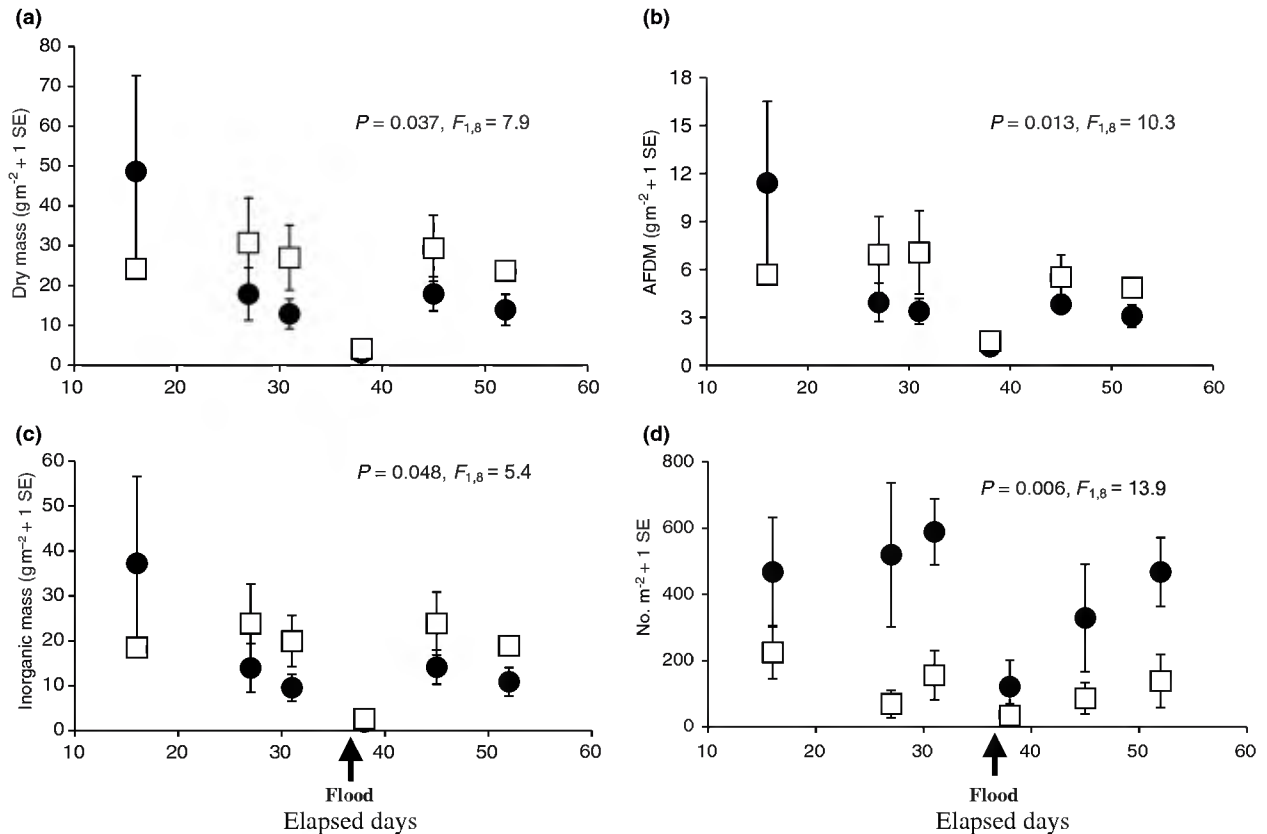 (a)
80
70
60
50
40
30
20
10
0
10 20 30 40 50 60
Dry mass (gm⁻² + 1 SE)
P = 0.037, F1,8 = 7.9
(b)
18
15
12
9
6
3
0
10 20 30 40 50 60
AFDM (gm⁻² + 1 SE)
P = 0.013, F1,8 = 10.3
(c)
60
50
40
30
20
10
0
10 20 30 40 50 60
Inorganic mass (gm⁻² + 1 SE)
P = 0.048, F1,8 = 5.4
Flood
Elapsed days
(d)
800
600
400
200
0
10 20 30 40 50 60
No. m⁻² + 1 SE
P = 0.006, F1,8 = 13.9
Flood
Elapsed days